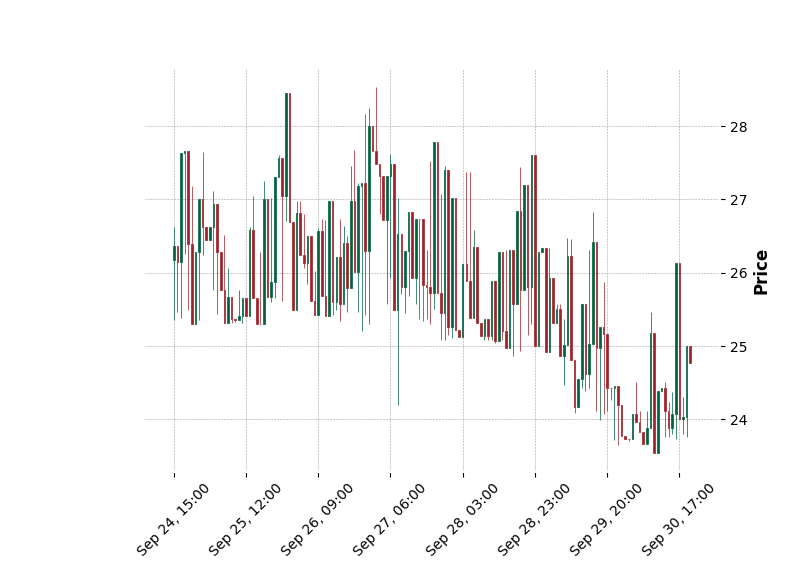 28
27
26
25
24
Price
Sep 24, 15:00
Sep 25, 12:00
Sep 26, 09:00
Sep 27, 06:00
Sep 28, 03:00
Sep 28, 23:00
Sep 29, 20:00
Sep 30, 17:00